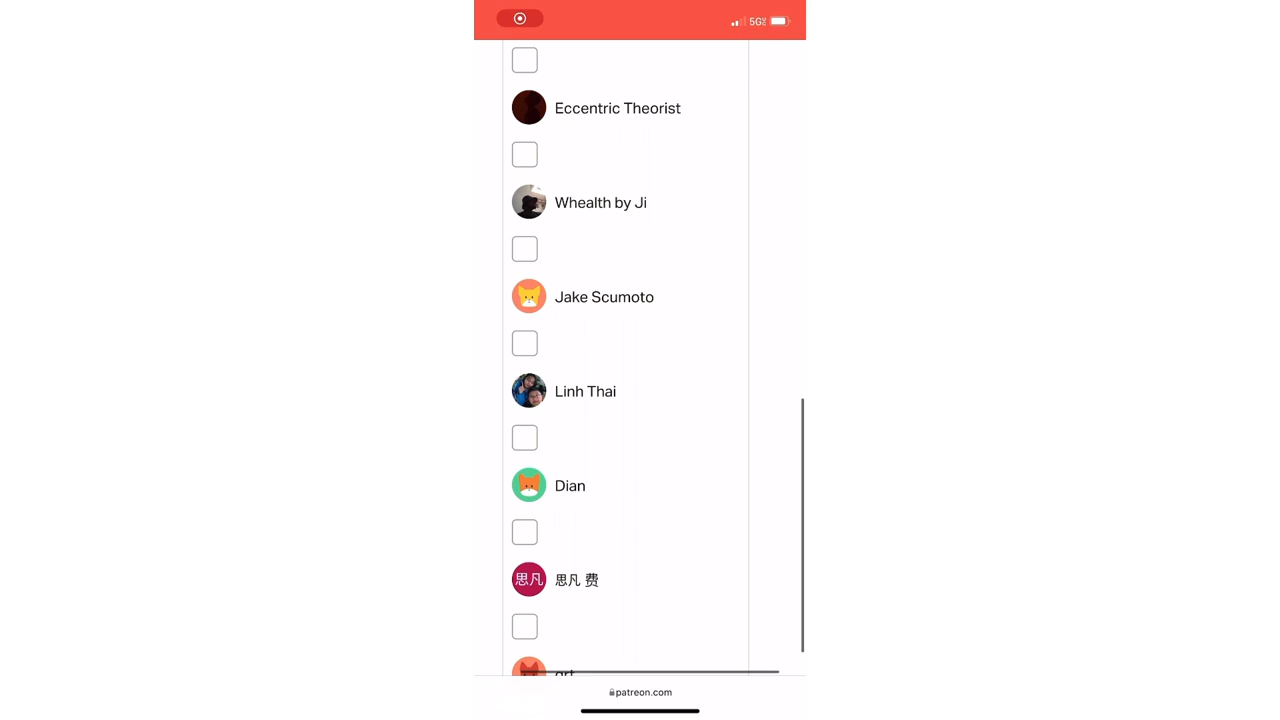 5G
Eccentric Theorist
Whealth by Ji
Jake Scumoto
Linh Thai
Dian
思凡 思凡 费
patreon.com